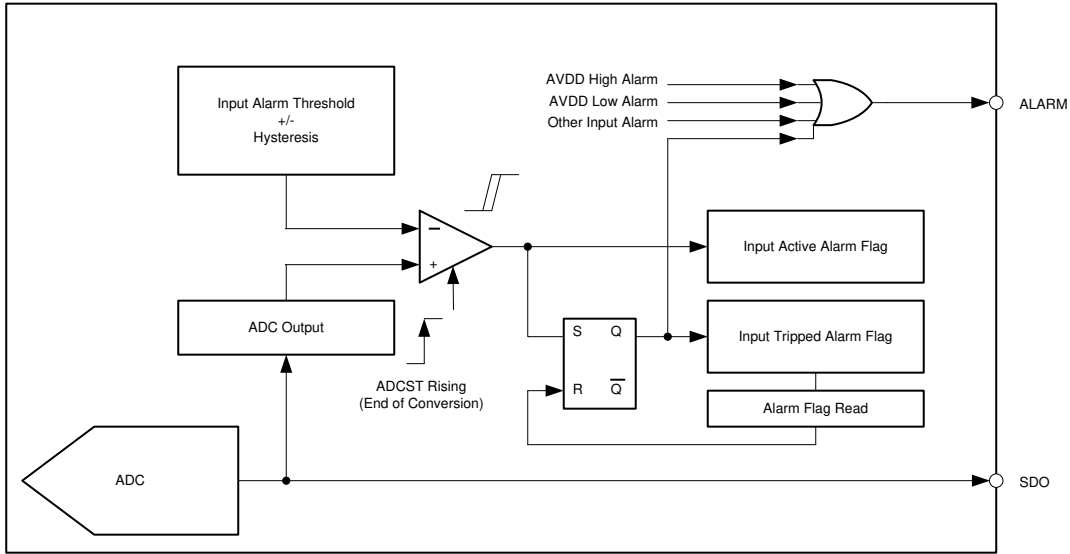 AVDD High Alarm
AVDD Low Alarm
Other Input Alarm
ALARM
Input Alarm Threshold
+/-
Hysteresis
−
+
Input Active Alarm Flag
ADC Output
ADCST Rising
(End of Conversion)
S Q
R Q̅
Input Tripped Alarm Flag
Alarm Flag Read
ADC
SDO